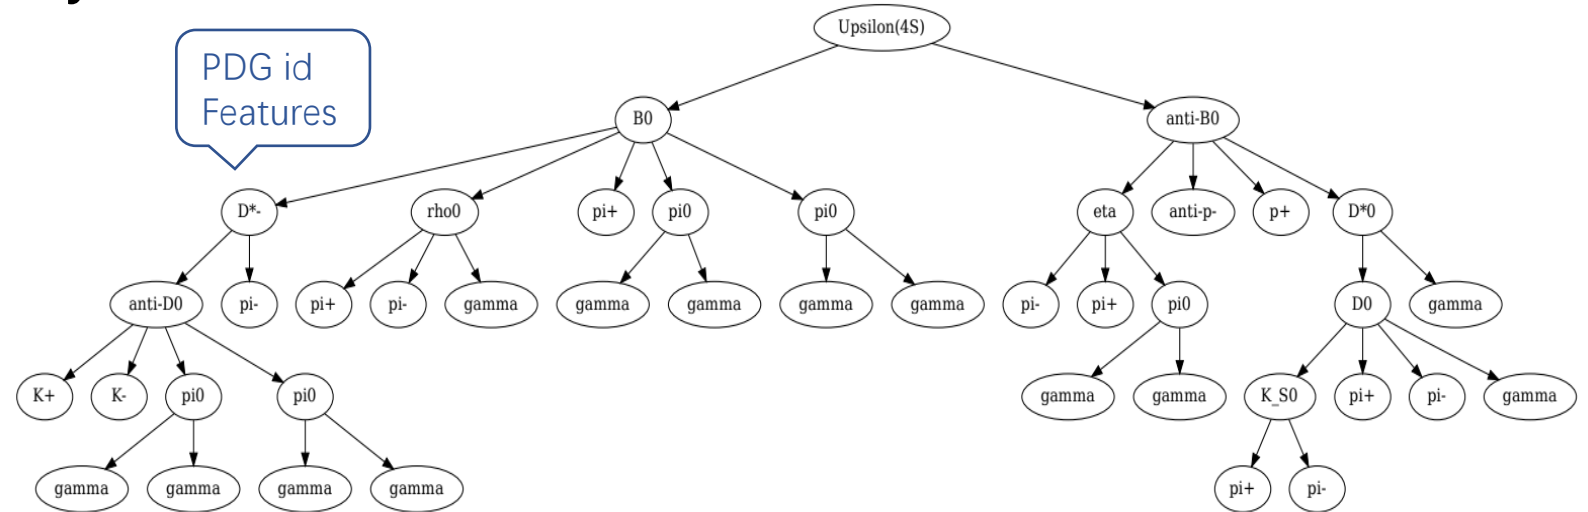 Upsilon(4S)
PDG id
Features
B0
anti-B0
D*-
rho0
pi+
pi0
pi0
eta
anti-p-
p+
D*0
anti-D0
pi-
pi+
pi-
gamma
gamma
gamma
gamma
gamma
pi-
pi+
pi0
D0
gamma
K+
K-
pi0
pi0
gamma
gamma
K_S0
pi+
pi-
gamma
gamma
gamma
gamma
gamma
pi+
pi-